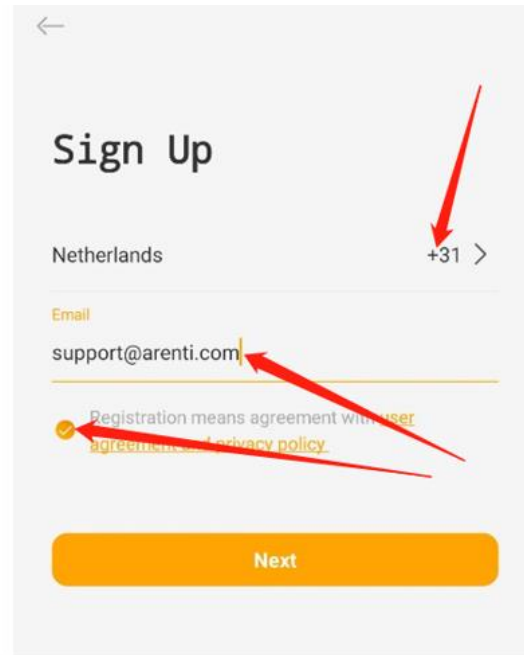 Sign Up
Netherlands +31
Email
support@arenti.com
Registration means agreement with user
agreement and privacy policy
Next